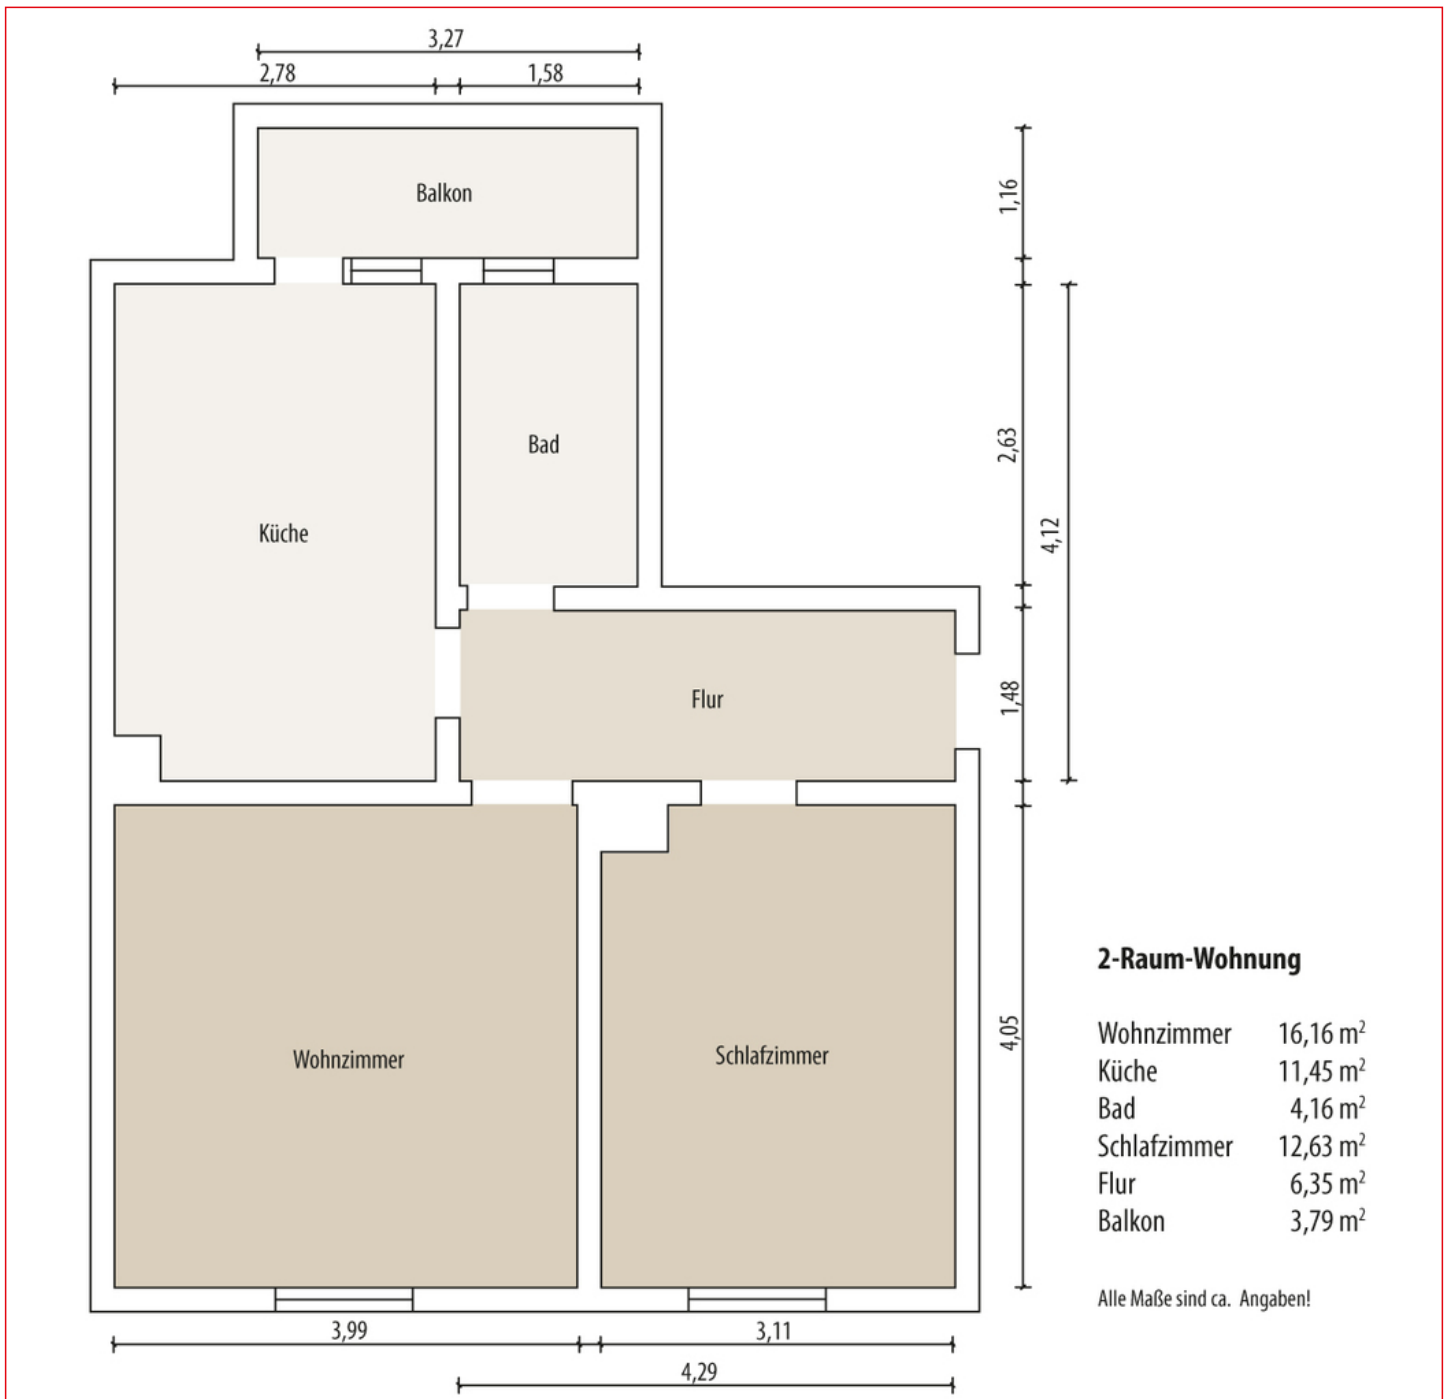 3,27
2,78
1,58
Balkon
1,16
Bad
2,63
Küche
4,12
Flur
1,48
Wohnzimmer
Schlafzimmer
4,05
2-Raum-Wohnung
Wohnzimmer 16,16 m²
Küche 11,45 m²
Bad 4,16 m²
Schlafzimmer 12,63 m²
Flur 6,35 m²
Balkon 3,79 m²
Alle Maße sind ca. Angaben!
3,99
3,11
4,29